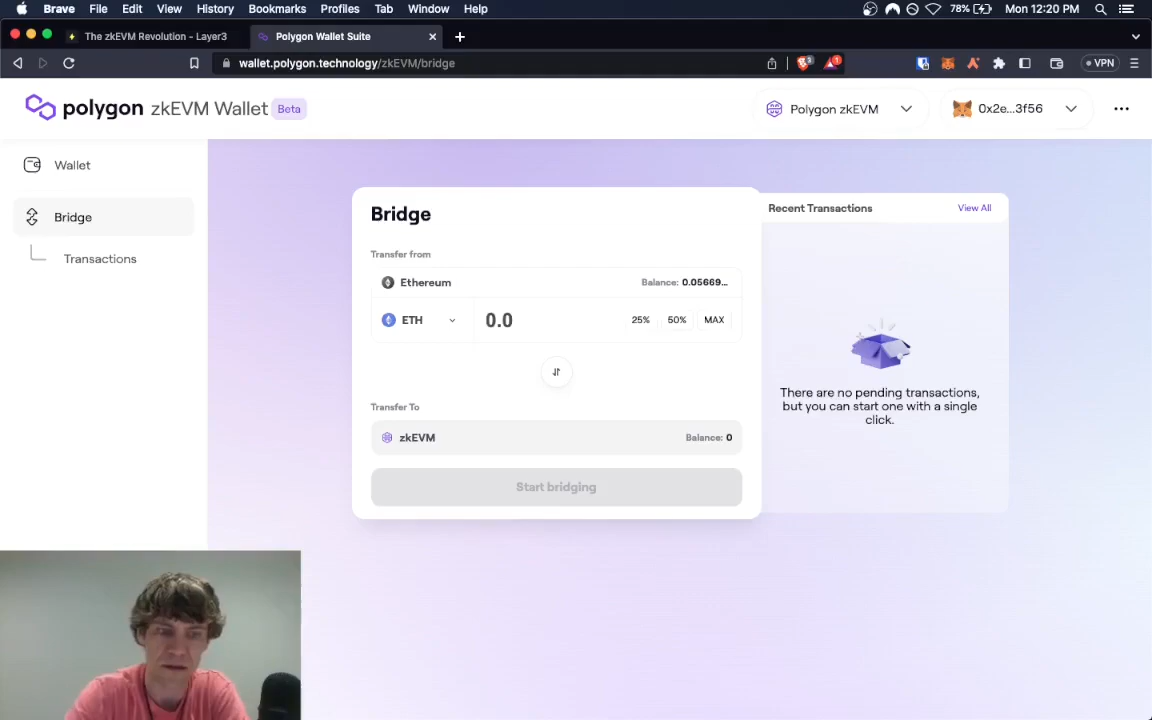 Brave File Edit View History Bookmarks Profiles Tab Window Help 78% Mon 12:20 PM
The zkEVM Revolution - Layer3 Polygon Wallet Suite
wallet.polygon.technology/zkEVM/bridge VPN
polygon zkEVM Wallet Beta Polygon zkEVM 0x2e...3f56
Wallet
Bridge
Transactions
Bridge
Transfer from
Ethereum Balance: 0.05669...
ETH 0.0 25% 50% MAX
Transfer To
zkEVM Balance: 0
Start bridging
Recent Transactions View All
There are no pending transactions,
but you can start one with a single
click.